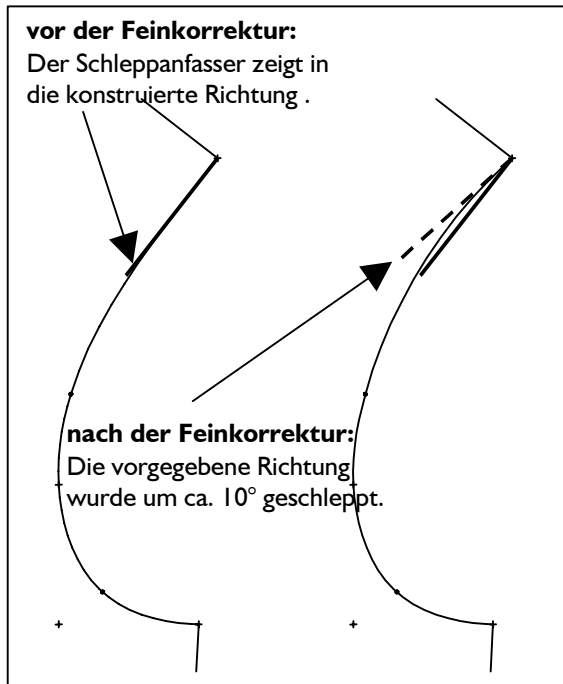 vor der Feinkorrektur:
Der Schleppanfasser zeigt in
die konstruierte Richtung .
nach der Feinkorrektur:
Die vorgegebene Richtung
wurde um ca. 10° geschleppt.